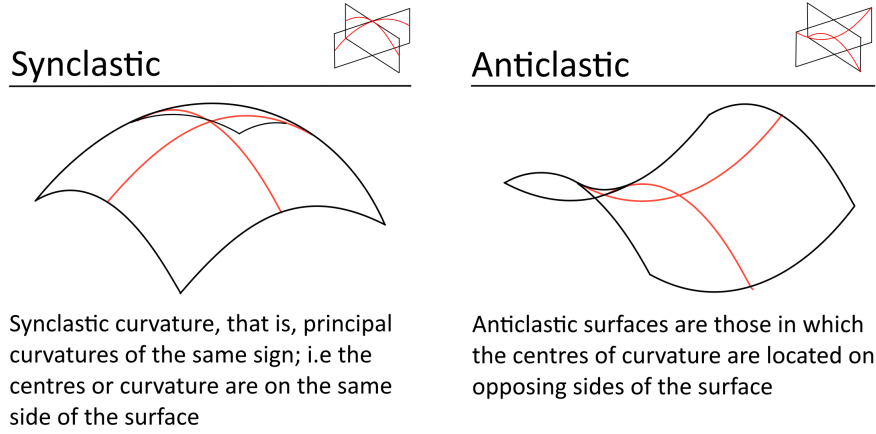 Synclastic
Synclastic curvature, that is, principal
curvatures of the same sign; i.e the
centres or curvature are on the same
side of the surface
Anticlastic
Anticlastic surfaces are those in which
the centres of curvature are located on
opposing sides of the surface